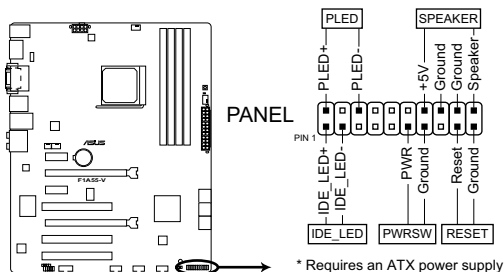 PLED
SPEAKER
PLED+
PLED-
+5V
Ground
Ground
Speaker-
PANEL
PIN 1
IDE_LED+
IDE_LED-
PWR
Ground
Reset
Ground
IDE_LED
PWRSW
RESET
* Requires an ATX power supply
ASUS
F1A55-V